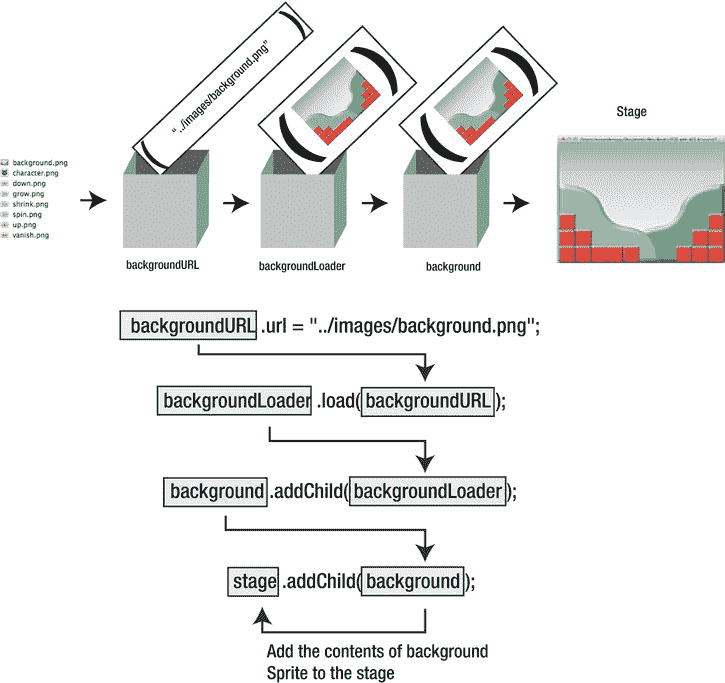 "../images/background.png"
Stage
background.png
character.png
down.png
grow.png
shrink.png
spin.png
up.png
vanish.png
backgroundURL
backgroundLoader
background
backgroundURL.url = "../images/background.png";
backgroundLoader.load(backgroundURL);
background.addChild(backgroundLoader);
stage.addChild(background);
Add the contents of background
Sprite to the stage